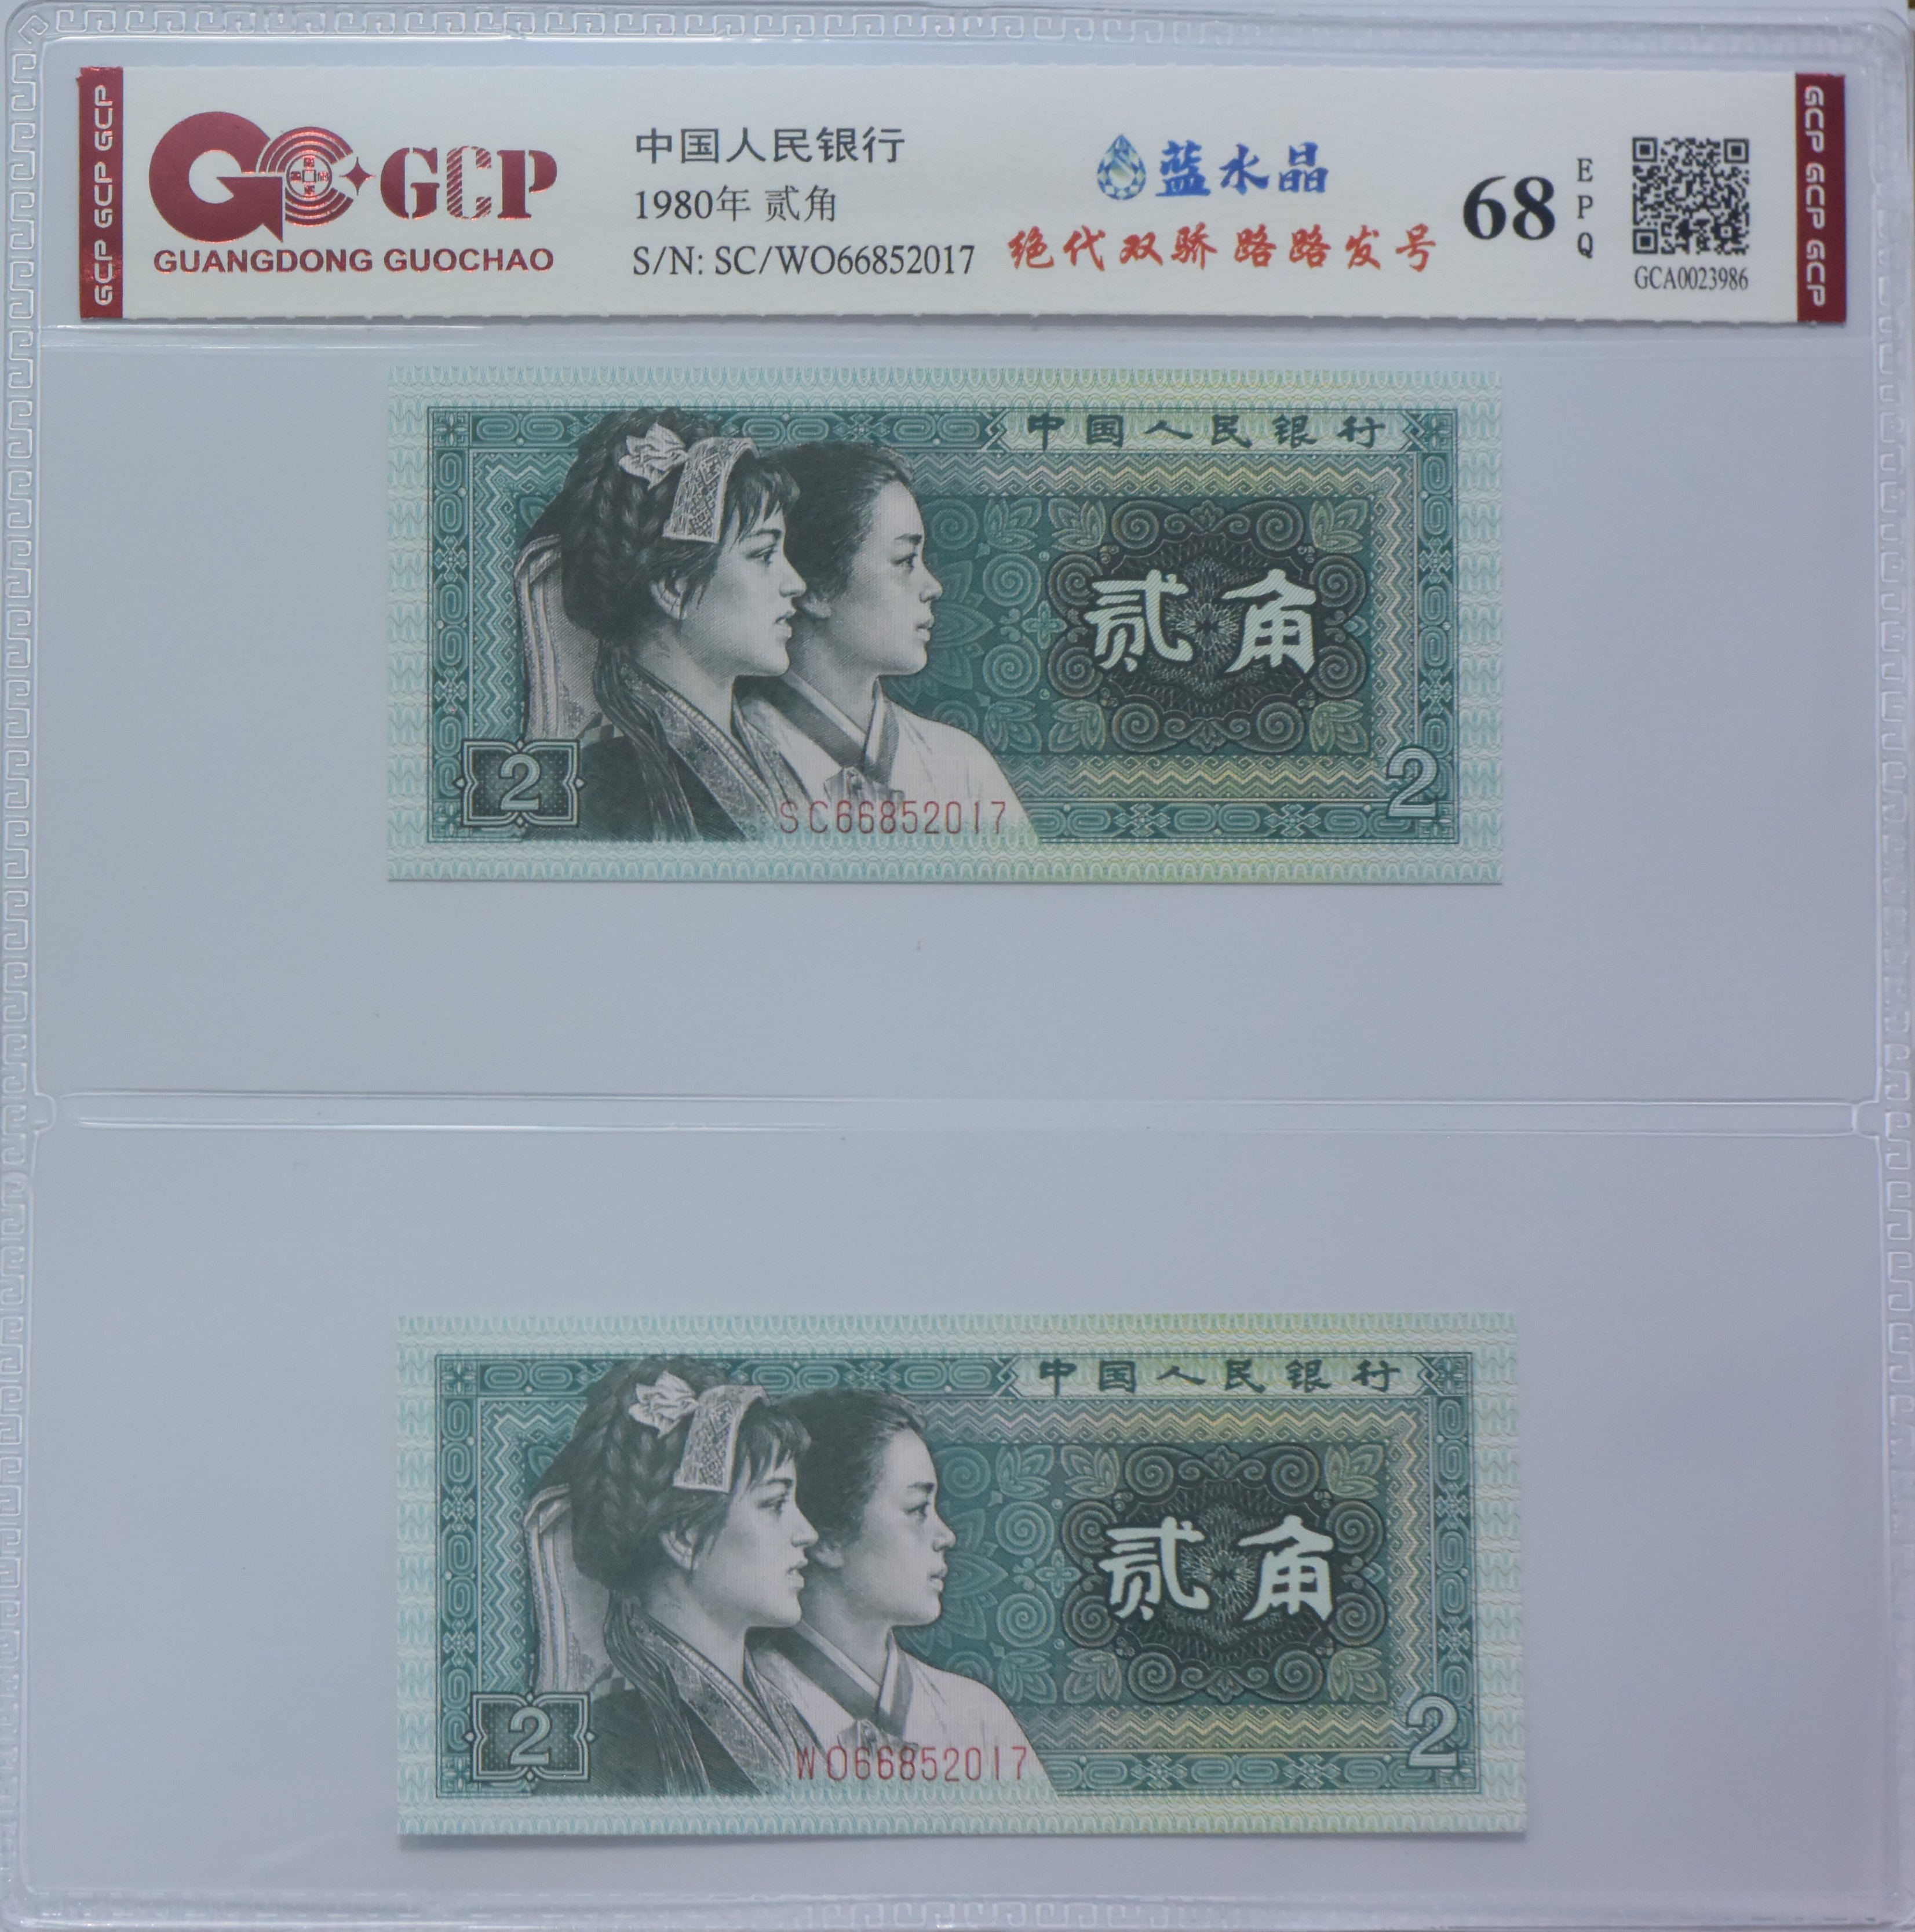 GCP GCP GCP
GCP
GUANGDONG GUOCHAO
中国人民银行
1980年 贰角
S/N: SC/WO66852017
蓝水晶
绝代双骄 路路发号
68
EPQ
GCA0023986
GCP GCP GCP
中国人民银行
贰角
2
2
SC66852017
中国人民银行
贰角
2
2
WO66852017